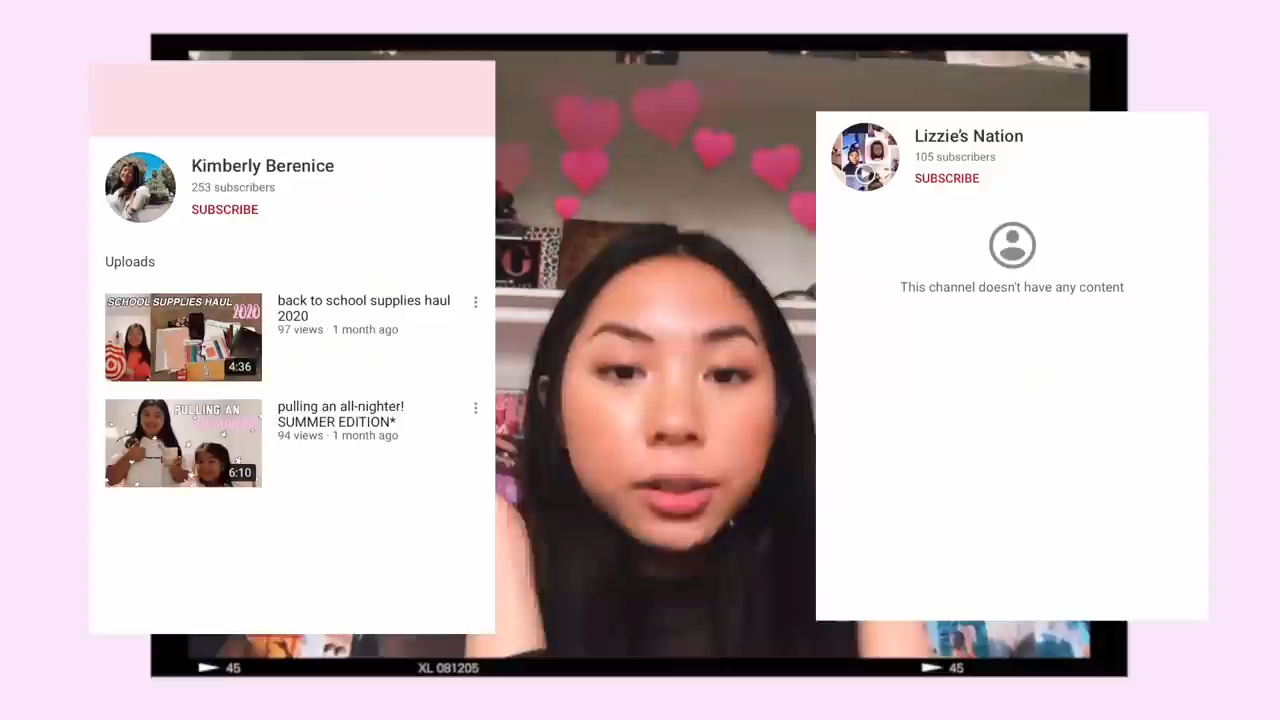 Kimberly Berenice
253 subscribers
SUBSCRIBE
Uploads
SCHOOL SUPPLIES HAUL
2020
4:36
back to school supplies haul
2020
97 views · 1 month ago
PULLING AN
6:10
pulling an all-nighter!
SUMMER EDITION*
94 views · 1 month ago
G
Lizzie's Nation
105 subscribers
SUBSCRIBE
This channel doesn't have any content
45
XL 081205
45